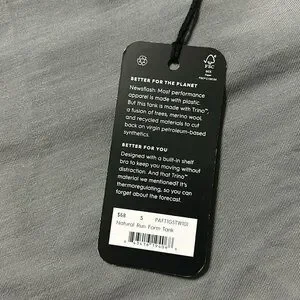 FSC
MIX
BETTER FOR THE PLANET
Newsflash: Most performance
apparel is made with plastic.
But this tank is made with Trino™,
a fusion of trees, merino wool,
and recycled materials to cut
back on virgin petroleum-based
synthetics.
BETTER FOR YOU
Designed with a built-in shelf
bra to keep you moving without
distraction. And that Trino™
material we mentioned? It's
thermoregulating, so you can
forget about the forecast.
$68 S
Natural Run Form Tank